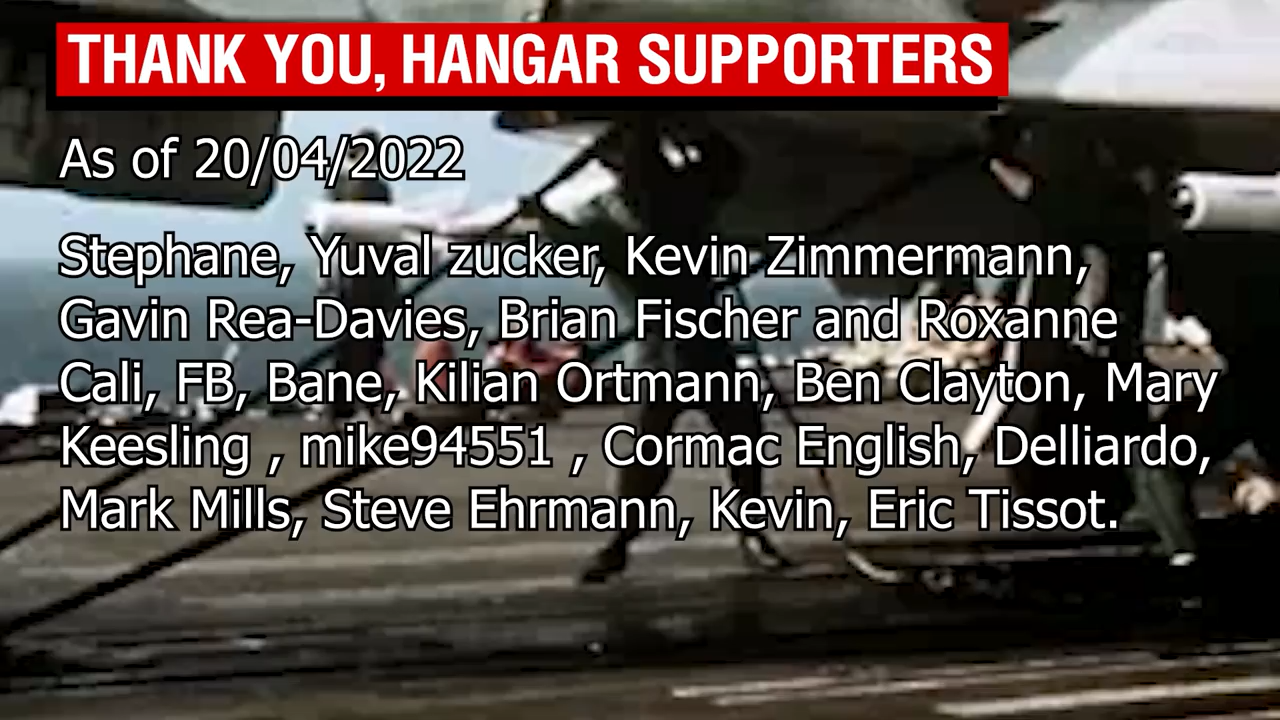 THANK YOU, HANGAR SUPPORTERS
As of 20/04/2022
Stephane, Yuval zucker, Kevin Zimmermann,
Gavin Rea-Davies, Brian Fischer and Roxanne
Cali, FB, Bane, Kilian Ortmann, Ben Clayton, Mary
Keesling , mike94551 , Cormac English, Delliardo,
Mark Mills, Steve Ehrmann, Kevin, Eric Tissot.